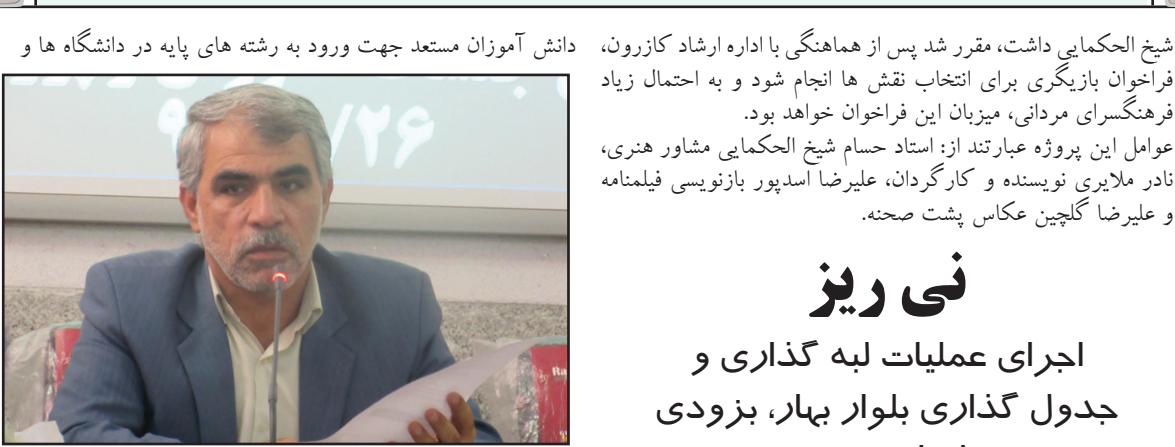 شیخ الحکمایی داشت، مقرر شد پس از هماهنگی با اداره ارشاد کازرون،
فراخوان بازیگری برای انتخاب نقش ها انجام شود و به احتمال زیاد
فرهنگسرای مردانی، میزبان این فراخوان خواهد بود.
عوامل این پروژه عبارتند از: استاد حسام شیخ الحکمایی مشاور هنری،
نادر ملایری نویسنده و کارگردان، علیرضا اسدپور بازنویسی فیلمنامه
و علیرضا گلچین عکاس پشت صحنه.
نی ریز
اجرای عملیات لبه گذاری و
جدول گذاری بلوار بهار، بزودی
دانش آموزان مستعد جهت ورود به رشته های پایه در دانشگاه ها و
/۲۶